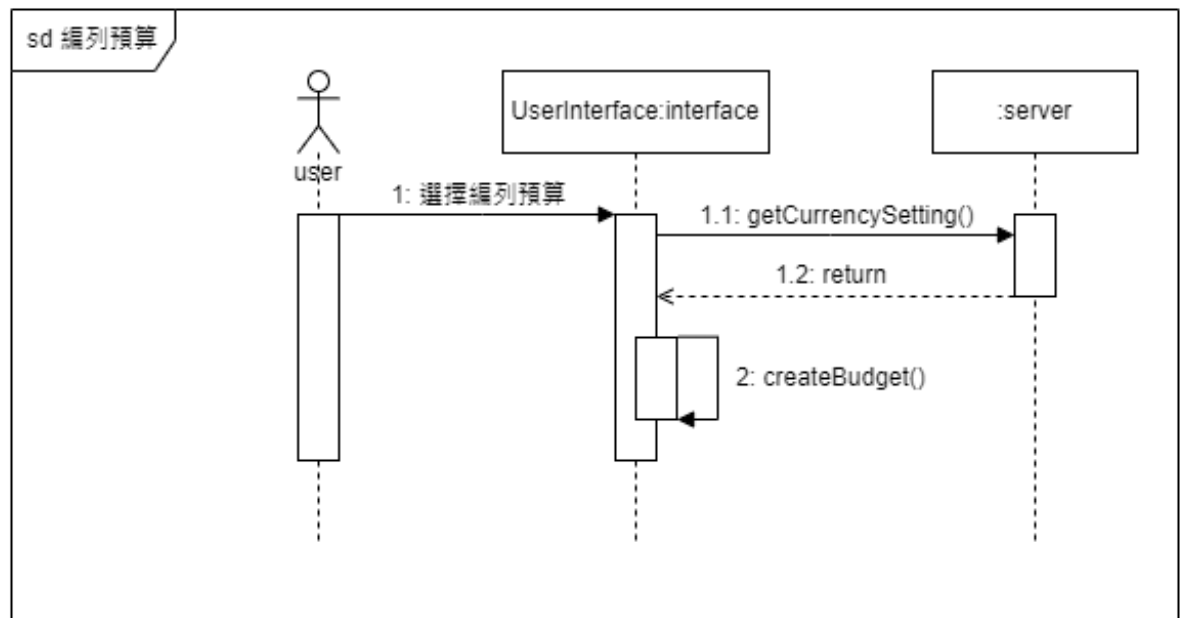 sd 編列預算
user
UserInterface:interface
:server
1: 選擇編列預算
1.1: getCurrencySetting()
1.2: return
2: createBudget()